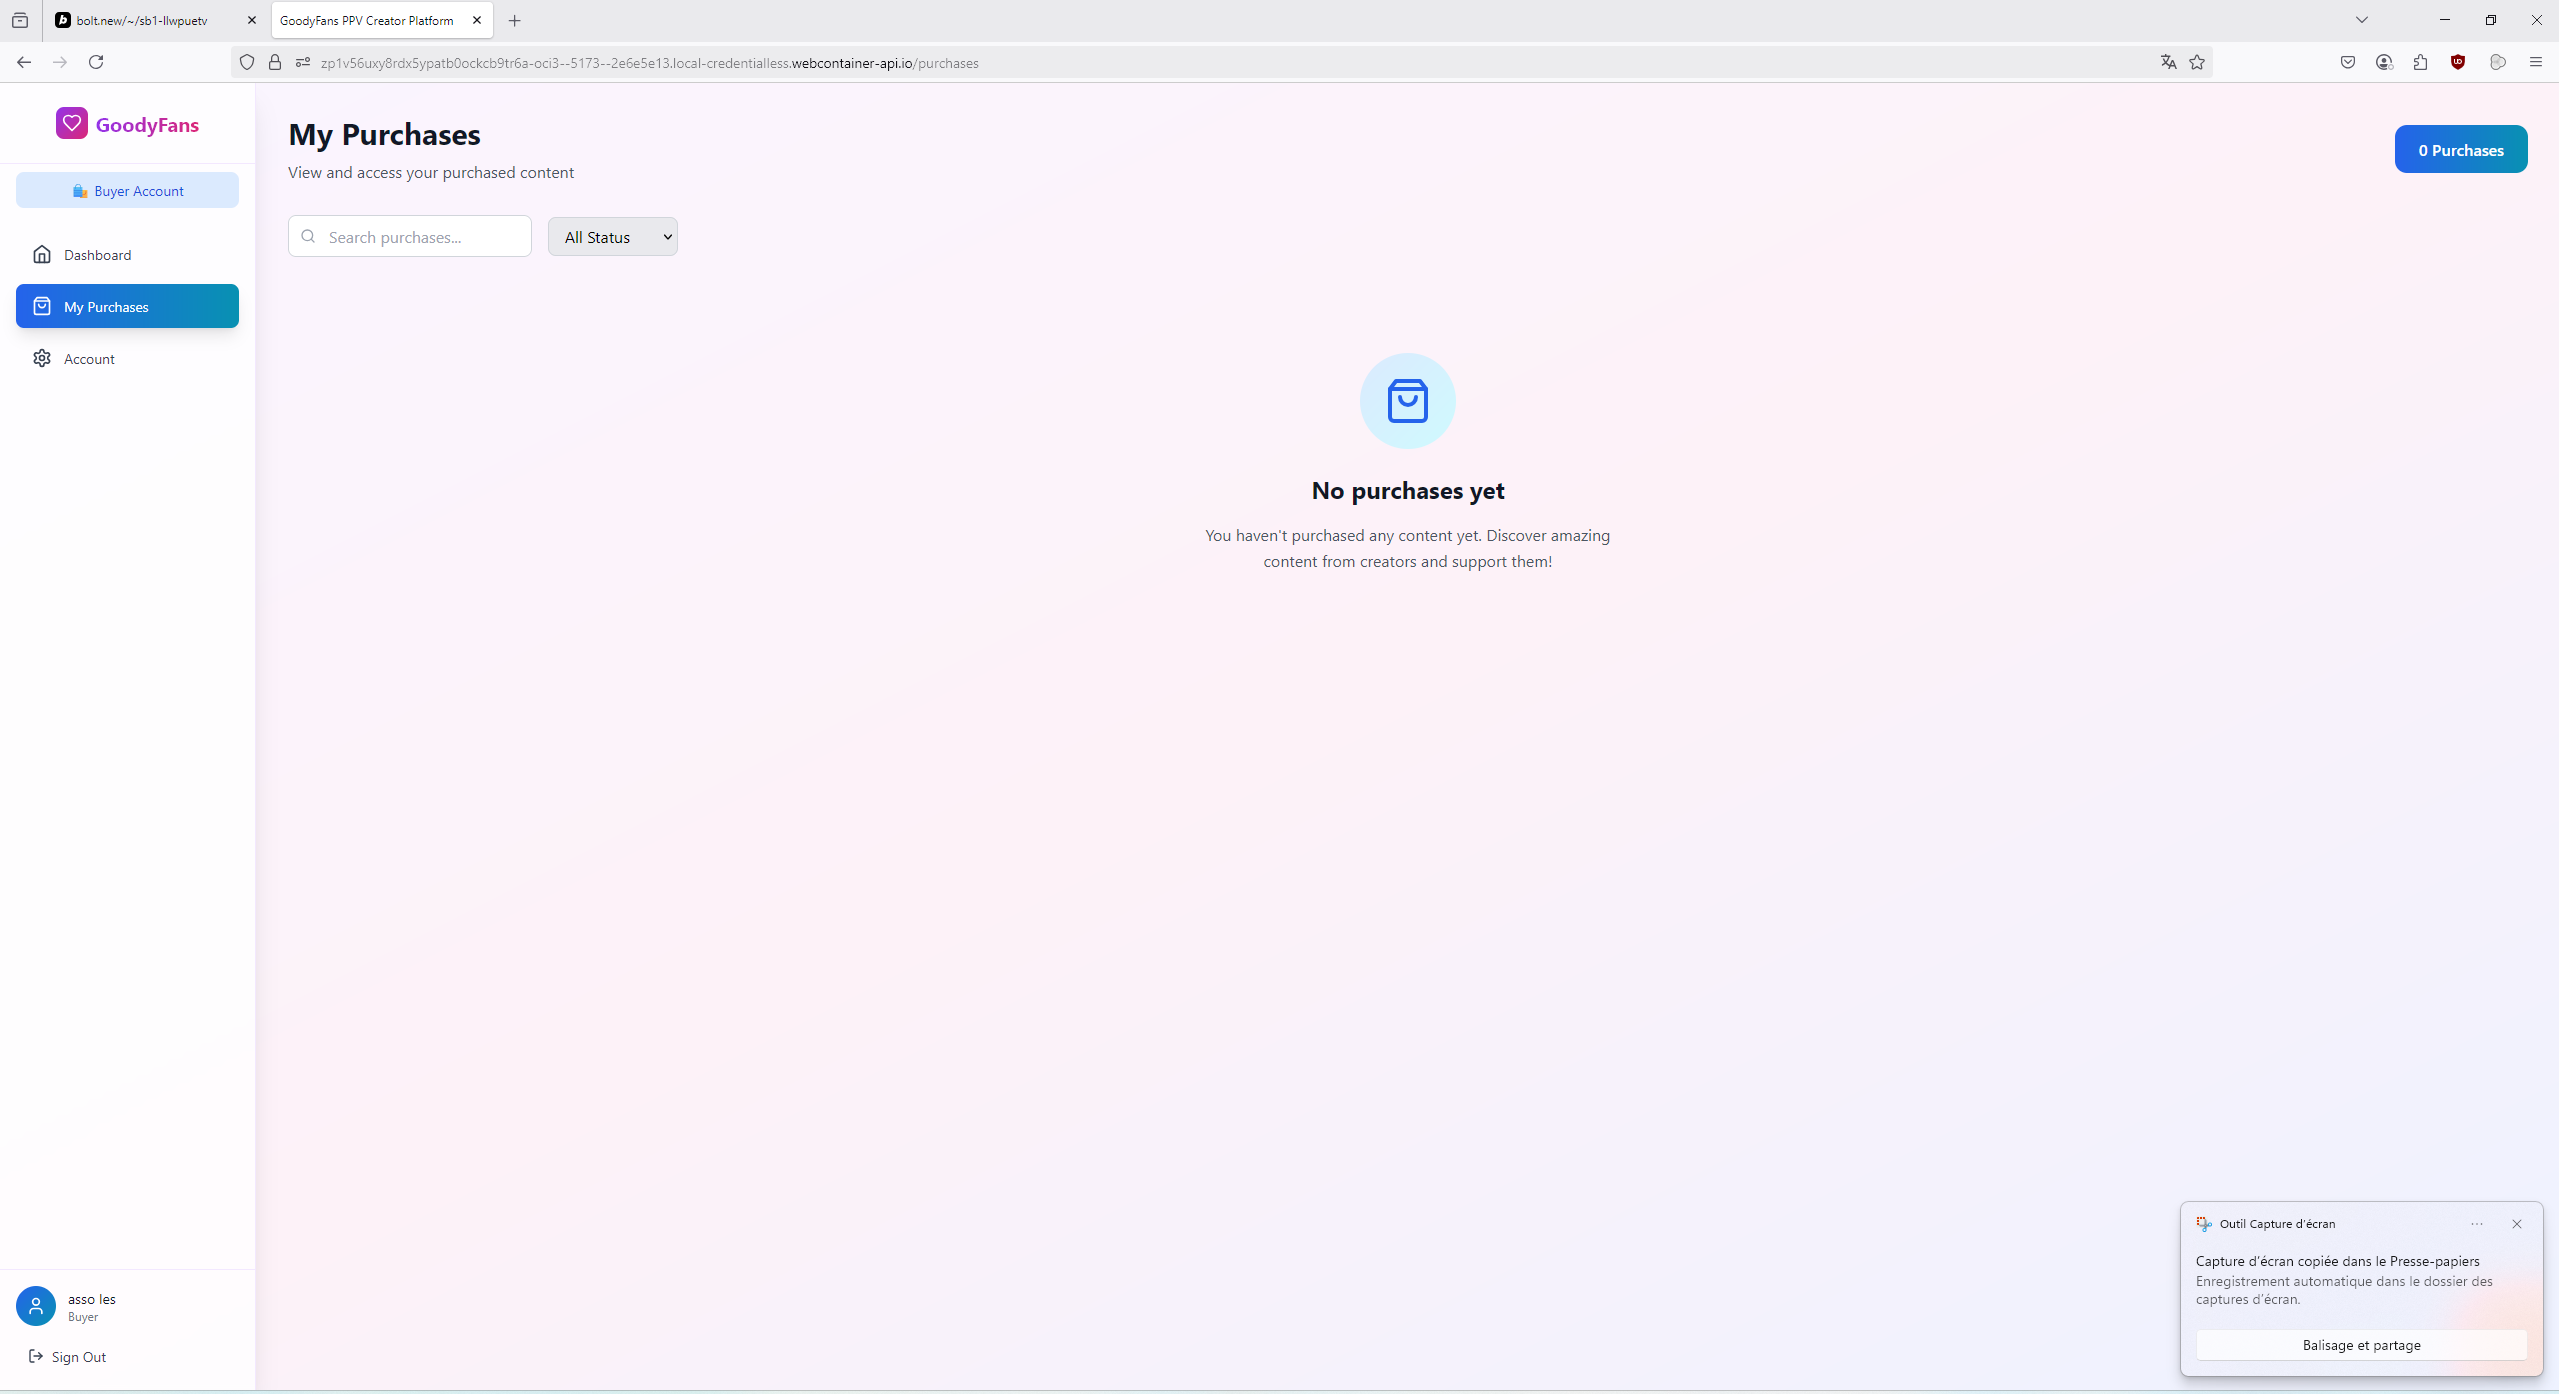 bolt.new/~/sb1-llwpuetv
GoodyFans PPV Creator Platform
zp1v56uxy8rdx5ypatb0ockcb9tr6a-oci3--5173--2e6e5e13.local-credentialless.webcontainer-api.io/purchases
GoodyFans
Buyer Account
Dashboard
My Purchases
Account
My Purchases
View and access your purchased content
0 Purchases
Search purchases...
All Status
No purchases yet
You haven't purchased any content yet. Discover amazing
content from creators and support them!
asso les
Buyer
Sign Out
Outil Capture d'écran
Capture d'écran copiée dans le Presse-papiers
Enregistrement automatique dans le dossier des
captures d'écran.
Balisage et partage